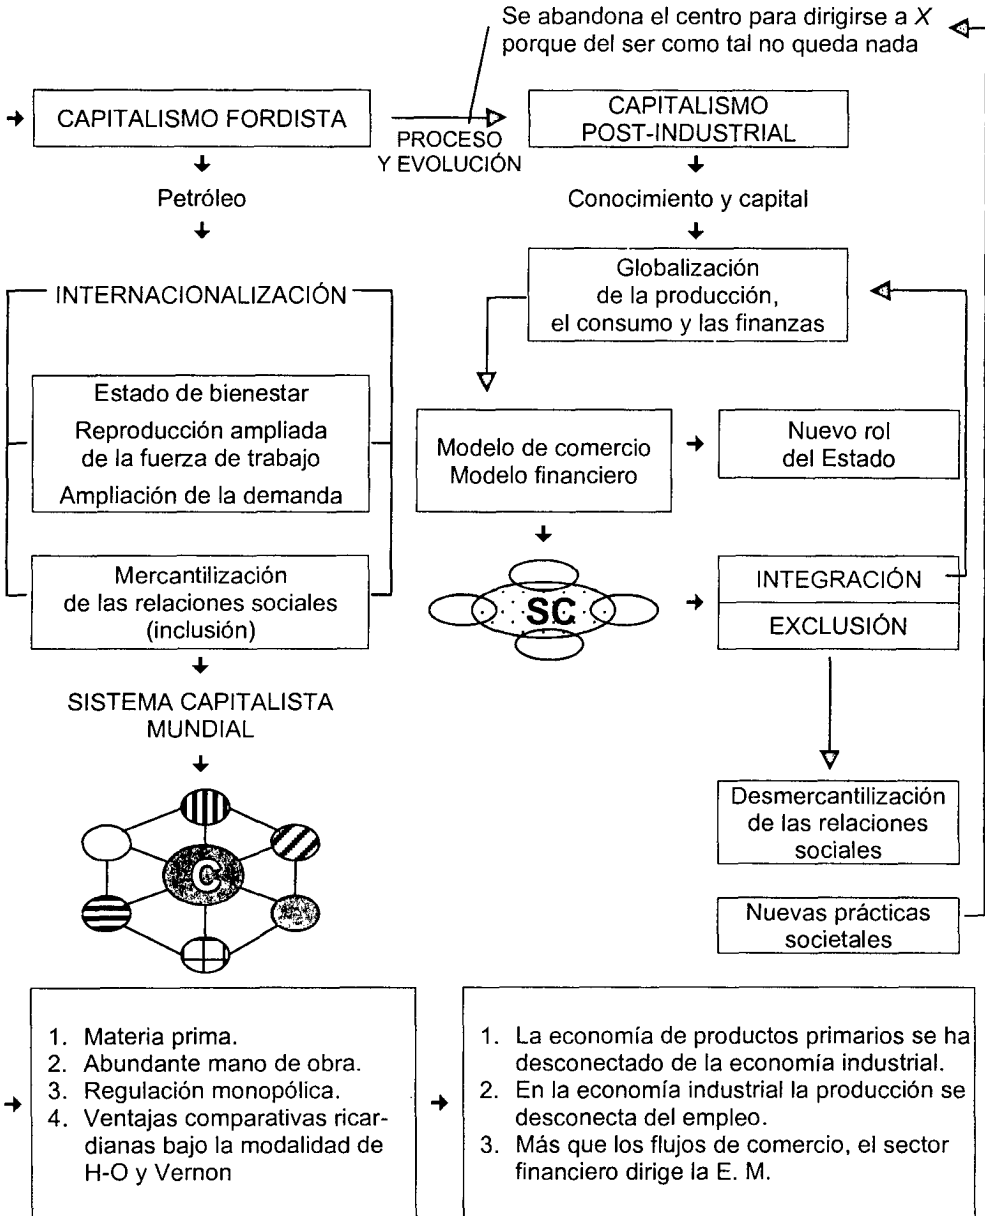 Se abandona el centro para dirigirse a X
porque del ser como tal no queda nada
CAPITALISMO FORDISTA
PROCESO
Y EVOLUCIÓN
CAPITALISMO
POST-INDUSTRIAL
Petróleo
Conocimiento y capital
INTERNACIONALIZACIÓN
Globalización
de la producción,
el consumo y las finanzas
Estado de bienestar
Reproducción ampliada
de la fuerza de trabajo
Ampliación de la demanda
Modelo de comercio
Modelo financiero
Nuevo rol
del Estado
Mercantilización
de las relaciones sociales
(inclusión)
SC
INTEGRACIÓN
EXCLUSIÓN
SISTEMA CAPITALISTA
MUNDIAL
C
Desmercantilización
de las relaciones
sociales
Nuevas prácticas
societales
1. Materia prima.
2. Abundante mano de obra.
3. Regulación monopólica.
4. Ventajas comparativas ricar-
dianas bajo la modalidad de
H-O y Vernon
1. La economía de productos primarios se ha
desconectado de la economía industrial.
2. En la economía industrial la producción se
desconecta del empleo.
3. Más que los flujos de comercio, el sector
financiero dirige la E. M.